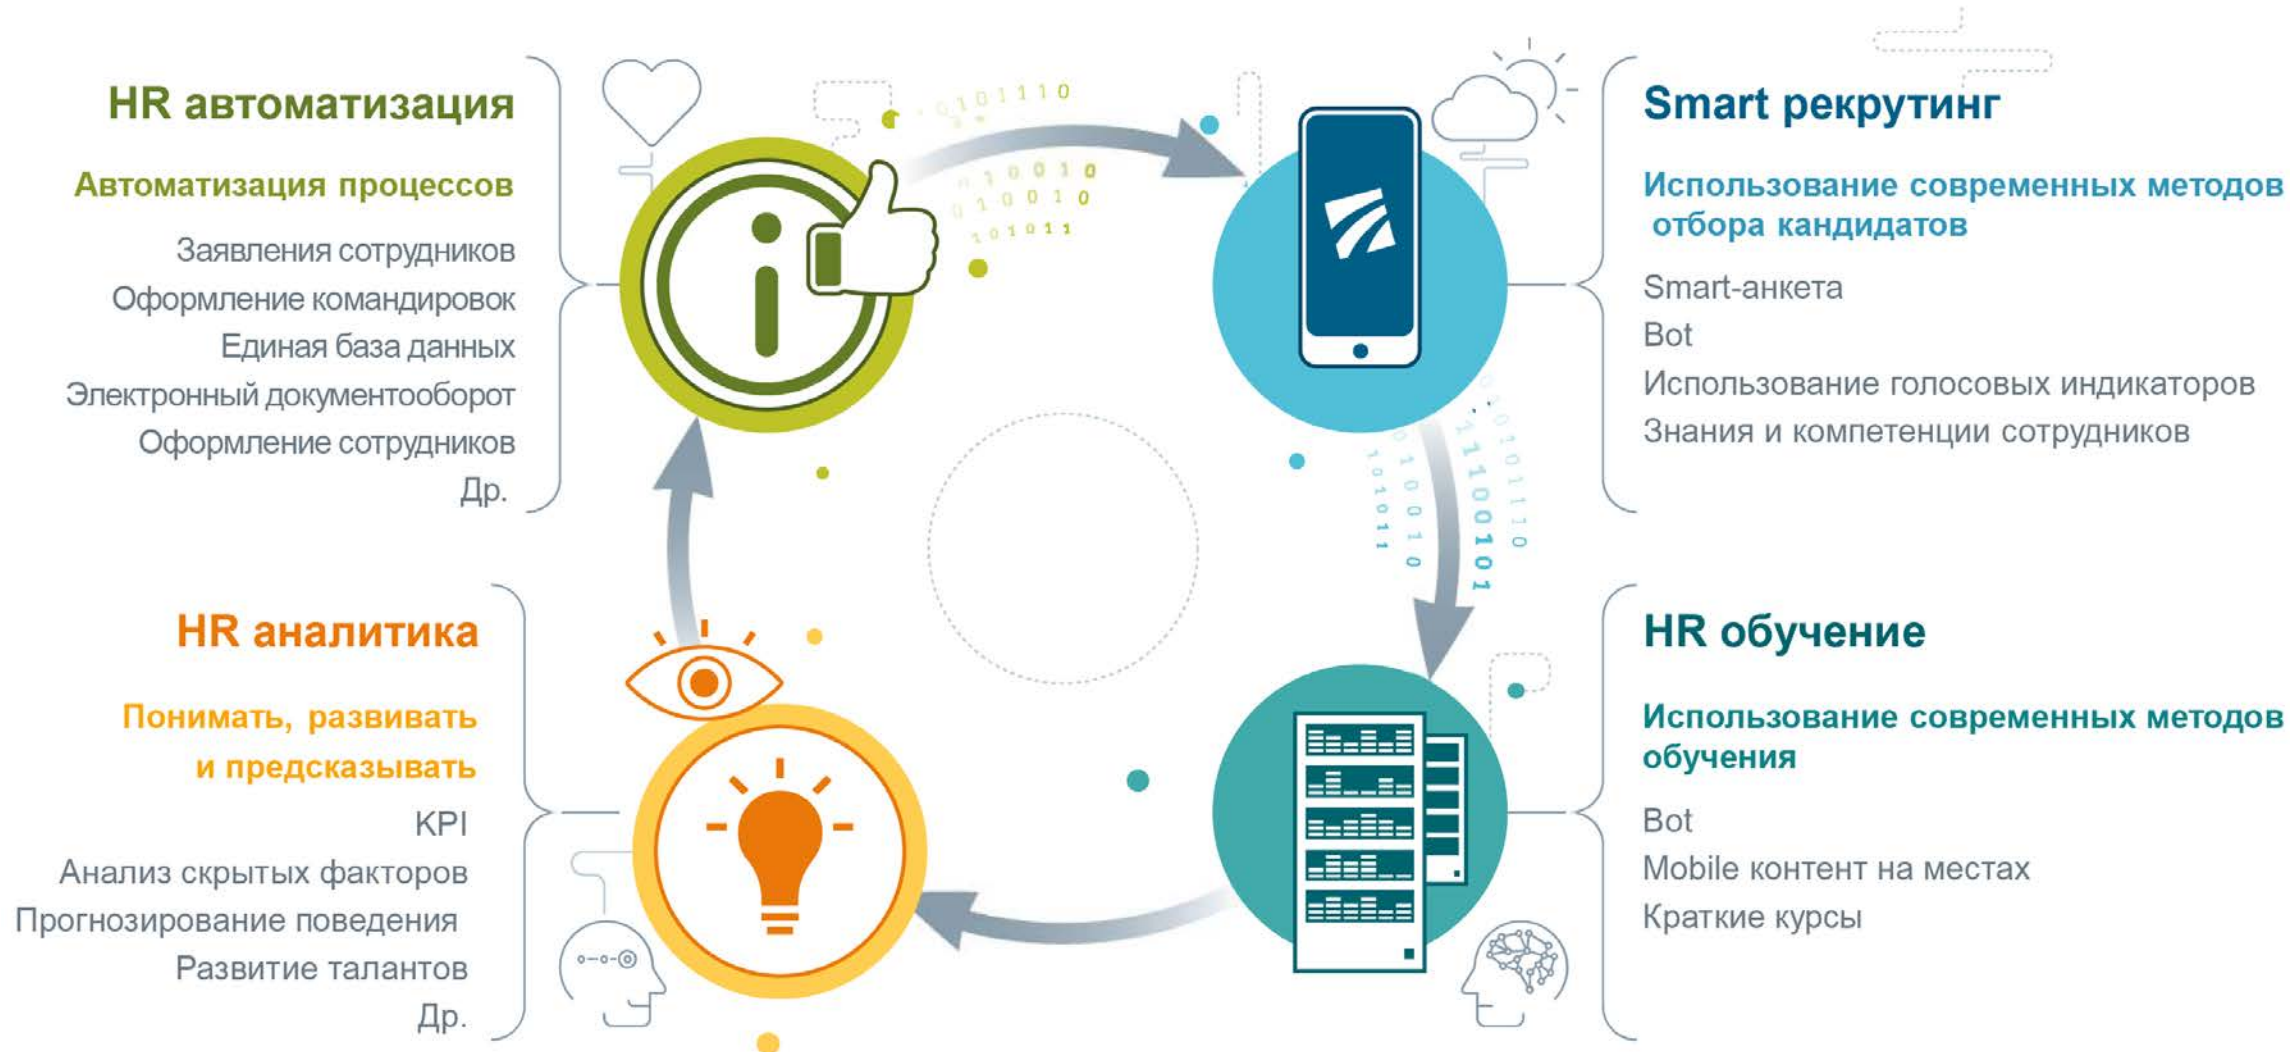 HR автоматизация
Автоматизация процессов
Заявления сотрудников
Оформление командировок
Единая база данных
Электронный документооборот
Оформление сотрудников
Др.
Smart рекрутинг
Использование современных методов
отбора кандидатов
Smart-анкета
Bot
Использование голосовых индикаторов
Знания и компетенции сотрудников
HR аналитика
Понимать, развивать
и предсказывать
KPI
Анализ скрытых факторов
Прогнозирование поведения
Развитие талантов
Др.
HR обучение
Использование современных методов
обучения
Bot
Mobile контент на местах
Краткие курсы